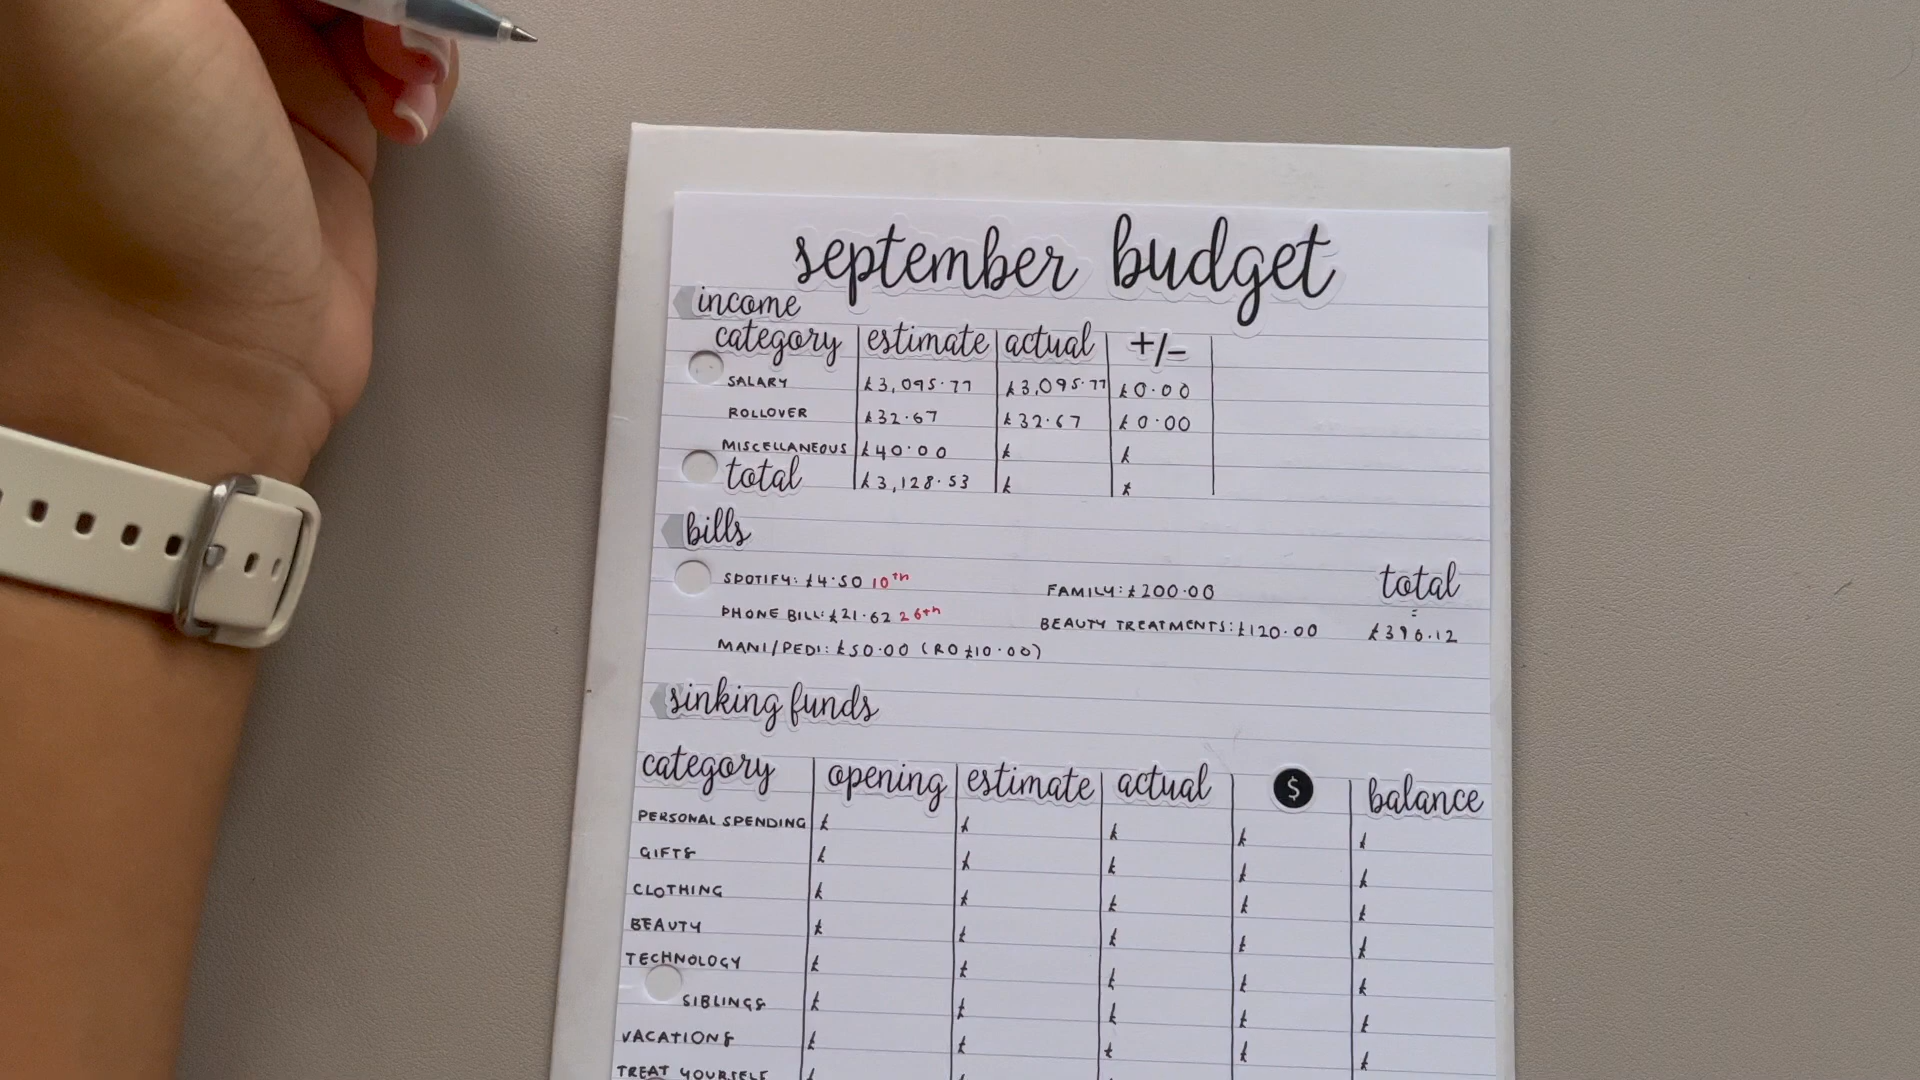 september budget
income
category estimate actual +/-
SALARY £3,095.77 £3,095.77 £0.00
ROLLOVER £32.67 £32.67 £0.00
MISCELLANEOUS £40.00 £ £
total £3,128.53 £ £
bills
SPOTIFY: £4.50 10th FAMILY: £200.00 total
PHONE BILL: £21.62 26th BEAUTY TREATMENTS: £120.00 = £396.12
MANI/PEDI: £50.00 (RO £10.00)
sinking funds
category opening estimate actual $ balance
PERSONAL SPENDING £ £ £ £ £
GIFTS £ £ £ £ £
CLOTHING £ £ £ £ £
BEAUTY £ £ £ £ £
TECHNOLOGY £ £ £ £ £
SIBLINGS £ £ £ £ £
VACATIONS £ £ £ £ £
TREAT YOURSELF £